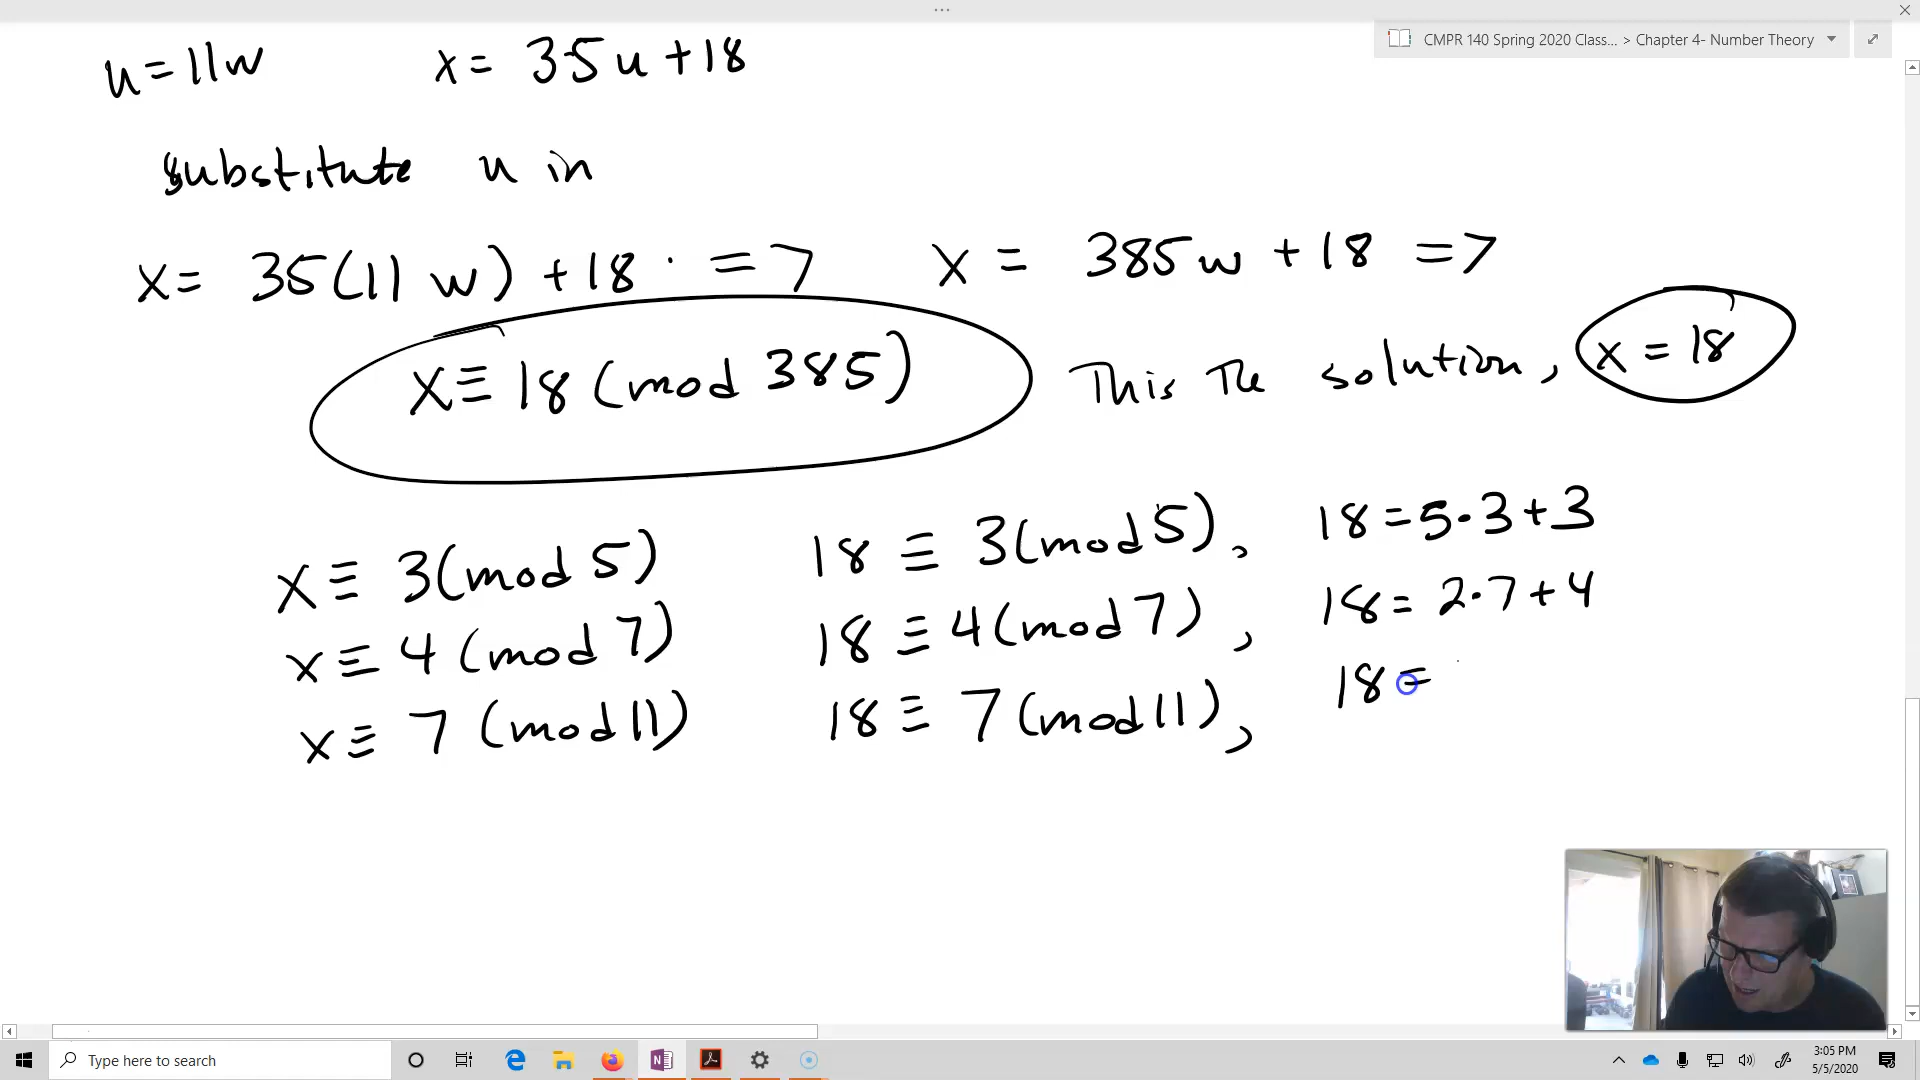 CMPR 140 Spring 2020 Class... > Chapter 4- Number Theory
u=11w x= 35u+18
substitute u in
x= 35(11 w) +18 . => x = 385w +18 =>
x≡ 18 (mod 385) This The solution, x = 18
x≡ 3(mod 5) 18 ≡ 3(mod 5), 18=5·3+3
x≡ 4 (mod 7) 18 ≡ 4(mod 7), 18= 2·7+4
x≡ 7 (mod 11) 18≡ 7 (mod 11), 18=
Type here to search
3:05 PM
5/5/2020